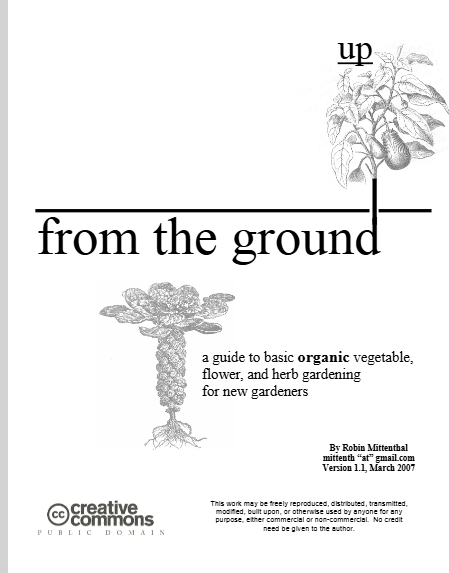 up
from the ground
a guide to basic organic vegetable,
flower, and herb gardening
for new gardeners
By Robin Mittenthal
mittenth “at” gmail.com
Version 1.1, March 2007
cc creative
commons
PUBLIC DOMAIN
This work may be freely reproduced, distributed, transmitted,
modified, built upon, or otherwise used by anyone for any
purpose, either commercial or non-commercial. No credit
need be given to the author.